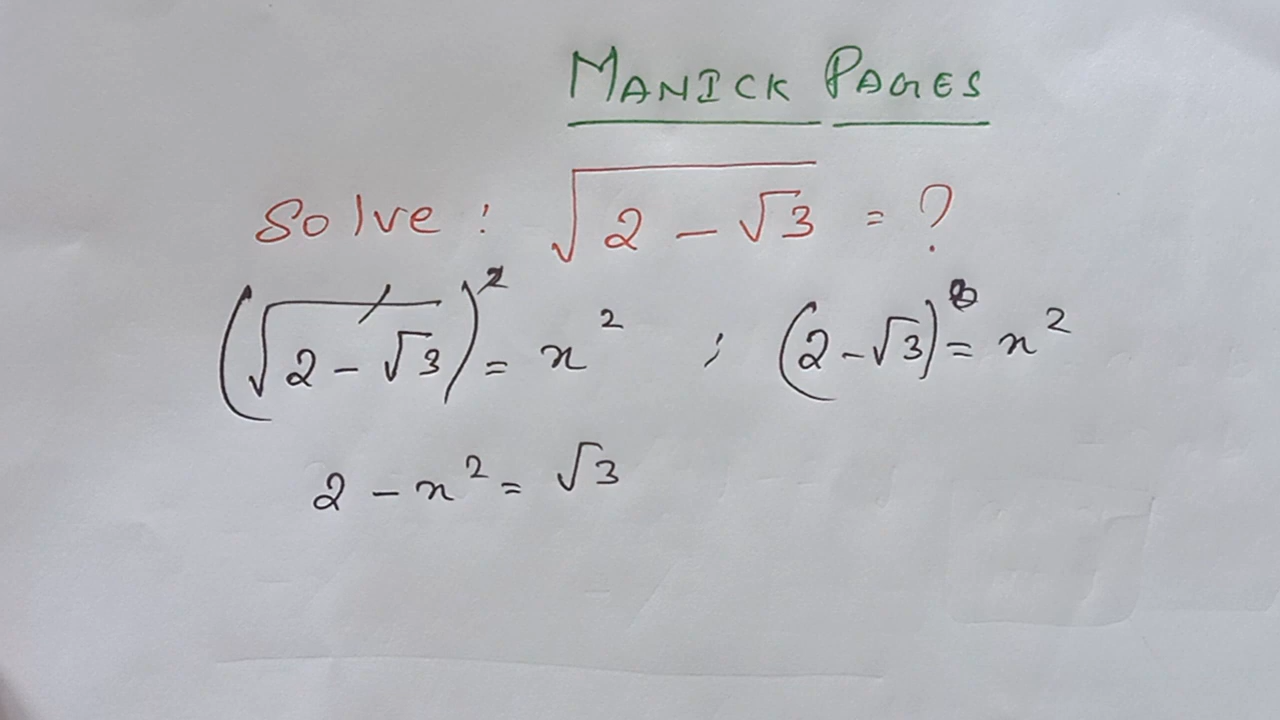 MANICK PAGES
Solve : √(2 - √3) = ?
(√(2 - √3))² = x² ; (2 - √3) = x²
2 - x² = √3